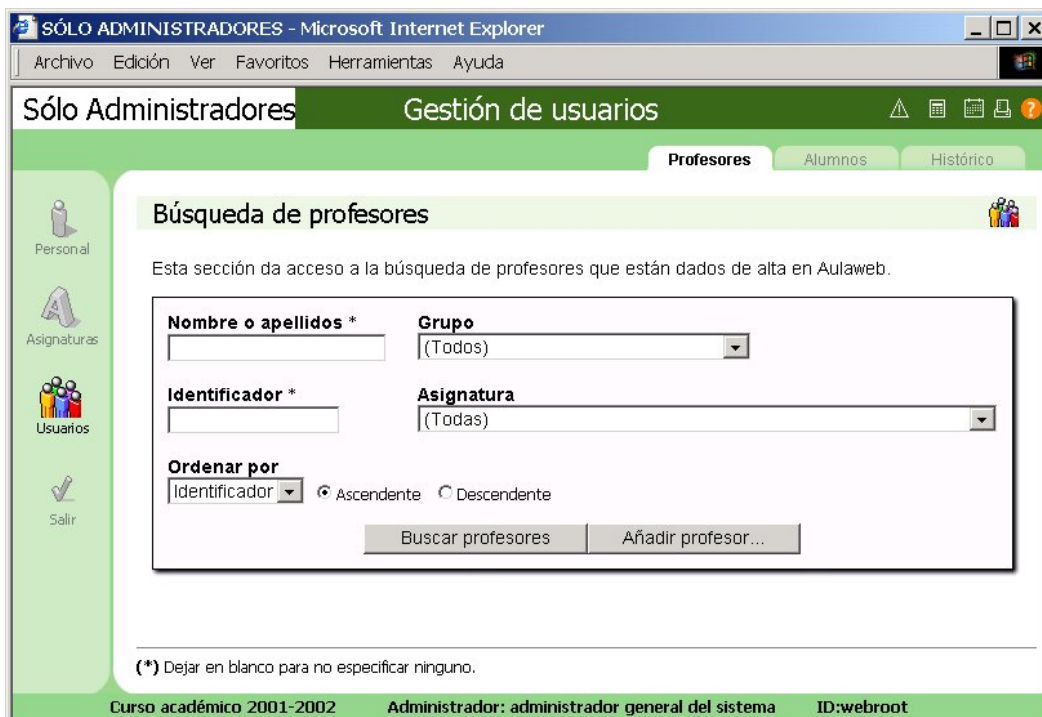 SÓLO ADMINISTRADORES - Microsoft Internet Explorer
Archivo Edición Ver Favoritos Herramientas Ayuda
Sólo Administradores Gestión de usuarios
Profesores Alumnos Histórico
Búsqueda de profesores
Personal
Esta sección da acceso a la búsqueda de profesores que están dados de alta en Aulaweb.
Nombre o apellidos * Grupo
Asignaturas
(Todos)
Identificador * Asignatura
(Todas)
Usuarios
Ordenar por
Identificador Ascendente Descendente
Salir
Buscar profesores Añadir profesor...
(*) Dejar en blanco para no especificar ninguno.
Curso académico 2001-2002 Administrador: administrador general del sistema ID:webroot